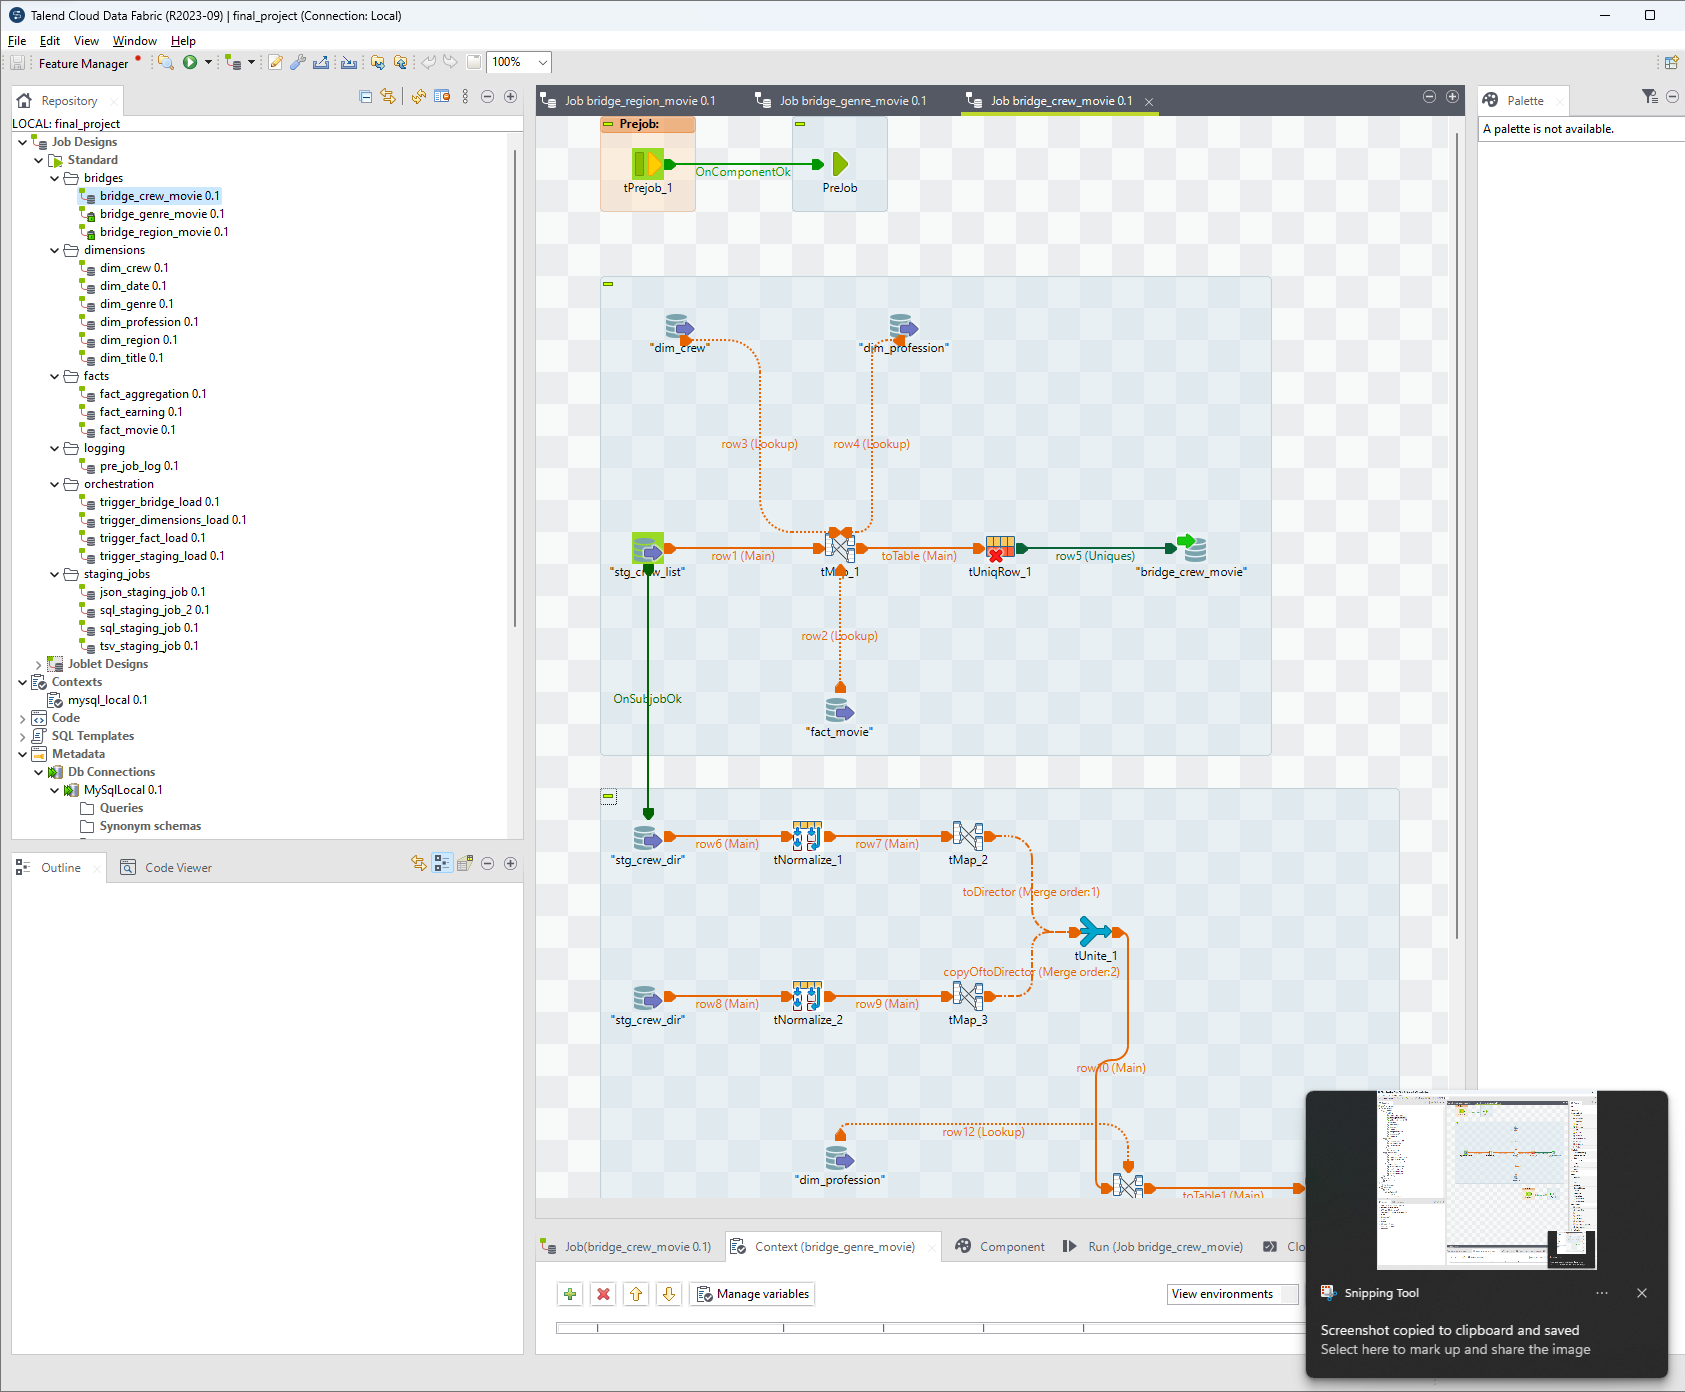 Talend Cloud Data Fabric (R2023-09) | final_project (Connection: Local)
File Edit View Window Help
Feature Manager
100%
Repository
LOCAL: final_project
Job Designs
Standard
bridges
bridge_crew_movie 0.1
bridge_genre_movie 0.1
bridge_region_movie 0.1
dimensions
dim_crew 0.1
dim_date 0.1
dim_genre 0.1
dim_profession 0.1
dim_region 0.1
dim_title 0.1
facts
fact_aggregation 0.1
fact_earning 0.1
fact_movie 0.1
logging
pre_job_log 0.1
orchestration
trigger_bridge_load 0.1
trigger_dimensions_load 0.1
trigger_fact_load 0.1
trigger_staging_load 0.1
staging_jobs
json_staging_job 0.1
sql_staging_job_2 0.1
sql_staging_job 0.1
tsv_staging_job 0.1
Joblet Designs
Contexts
mysql_local 0.1
Code
SQL Templates
Metadata
Db Connections
MySqlLocal 0.1
Queries
Synonym schemas
Outline
Code Viewer
Job bridge_region_movie 0.1
Job bridge_genre_movie 0.1
Job bridge_crew_movie 0.1
Prejob:
tPrejob_1
OnComponentOk
PreJob
"dim_crew"
"dim_profession"
row3 (Lookup)
row4 (Lookup)
"stg_crew_list"
row1 (Main)
tMap_1
toTable (Main)
tUniqRow_1
row5 (Uniques)
"bridge_crew_movie"
row2 (Lookup)
OnSubjobOk
"fact_movie"
"stg_crew_dir"
row6 (Main)
tNormalize_1
row7 (Main)
tMap_2
toDirector (Merge order:1)
tUnite_1
copyOftoDirector (Merge order:2)
"stg_crew_dir"
row8 (Main)
tNormalize_2
row9 (Main)
tMap_3
row10 (Main)
row12 (Lookup)
"dim_profession"
toTable1 (Main)
Palette
A palette is not available.
Job(bridge_crew_movie 0.1)
Context (bridge_genre_movie)
Component
Run (Job bridge_crew_movie)
Clo
Manage variables
View environments
Snipping Tool
Screenshot copied to clipboard and saved
Select here to mark up and share the image